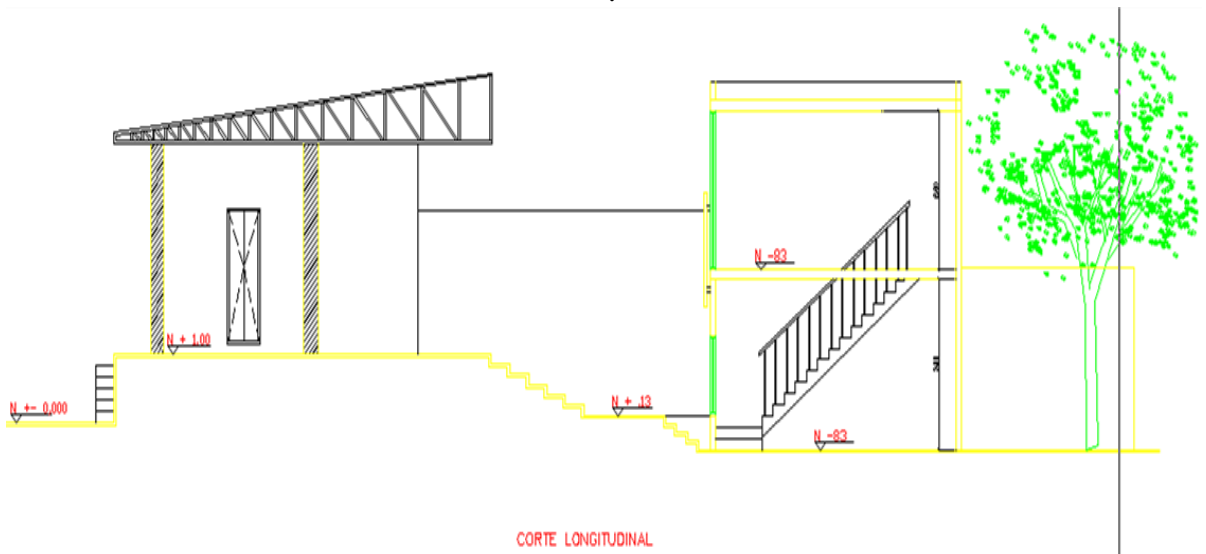 N -83
N + 1.00
N +- 0.000
N + .13
N -83
CORTE LONGITUDINAL